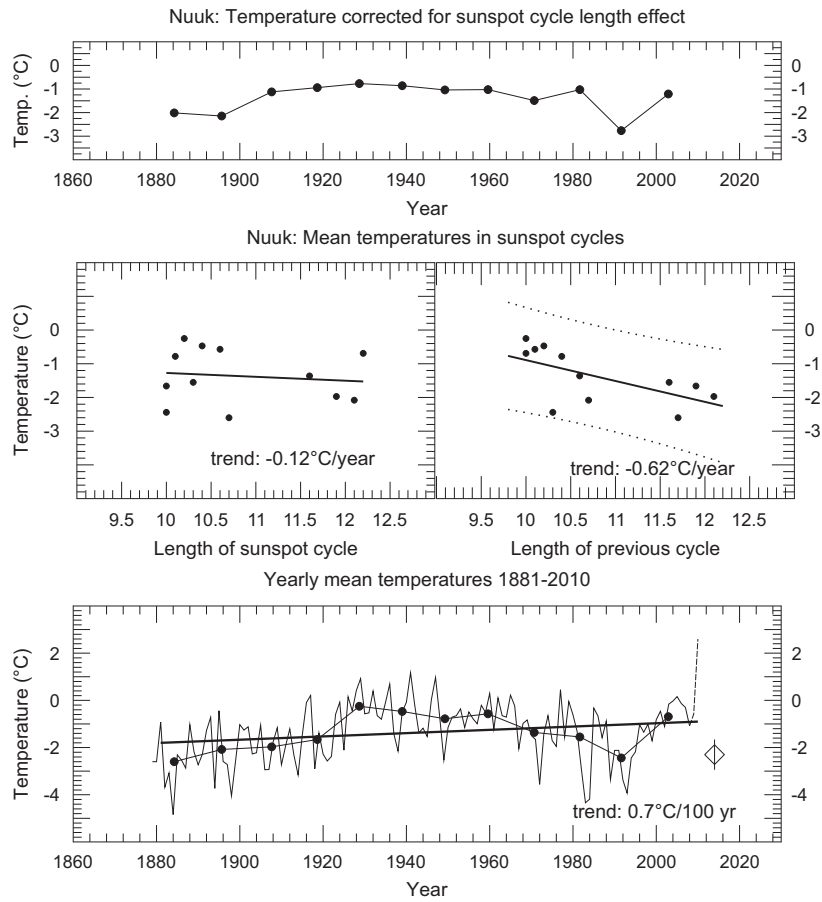 Nuuk: Temperature corrected for sunspot cycle length effect
Temp. (°C)
0 0
-1 -1
-2 -2
-3 -3
1860 1880 1900 1920 1940 1960 1980 2000 2020
Year
Nuuk: Mean temperatures in sunspot cycles
Temperature (°C)
0 0
-1 -1
-2 -2
-3 -3
trend: -0.12°C/year trend: -0.62°C/year
9.5 10 10.5 11 11.5 12 12.5 9.5 10 10.5 11 11.5 12 12.5
Length of sunspot cycle Length of previous cycle
Yearly mean temperatures 1881-2010
Temperature (°C)
2 2
0 0
-2 -2
-4 -4
trend: 0.7°C/100 yr
1860 1880 1900 1920 1940 1960 1980 2000 2020
Year